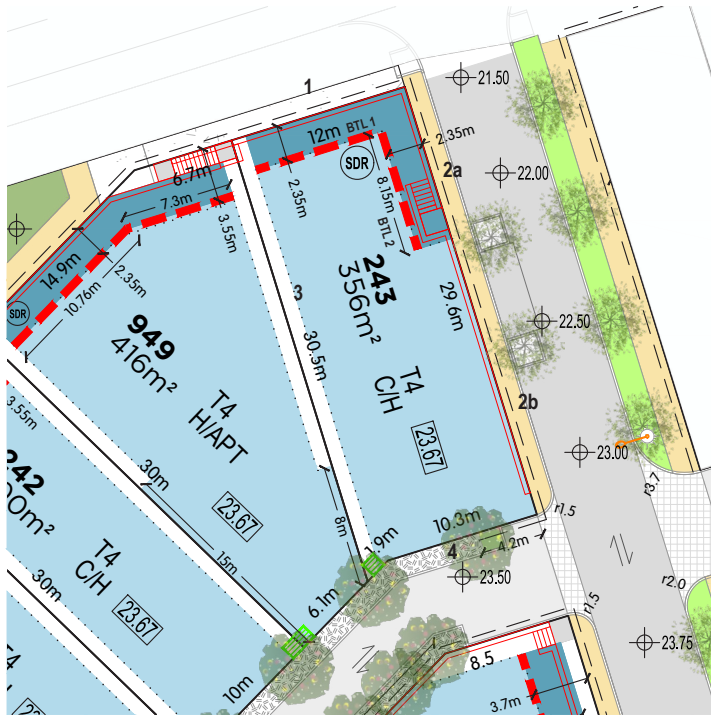 1
21.50
12m
BTL 1
2.35m
SDR
2a
22.00
6.7m
7.3m
2.35m
3.55m
8.15m
BTL 2
14.9m
2.35m
10.76m
SDR
243
356m²
3
29.6m
22.50
949
416m²
30.5m
T4
C/H
T4
H/APT
3.55m
2b
23.67
23.00
242
00m²
30m
23.67
8m
r3.7
r1.5
10.3m
1.9m
4
4.2m
15m
T4
C/H
23.67
23.50
30m
6.1m
r2.0
r1.5
23.75
8.5
10m
3.7m